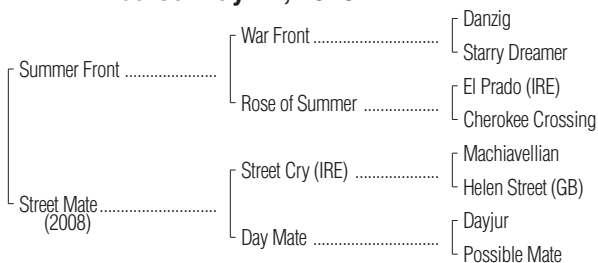 Danzig
War Front
Starry Dreamer
Summer Front
El Prado (IRE)
Rose of Summer
Cherokee Crossing
Machiavellian
Street Cry (IRE)
Helen Street (GB)
Street Mate
(2008)
Dayjur
Day Mate
Possible Mate